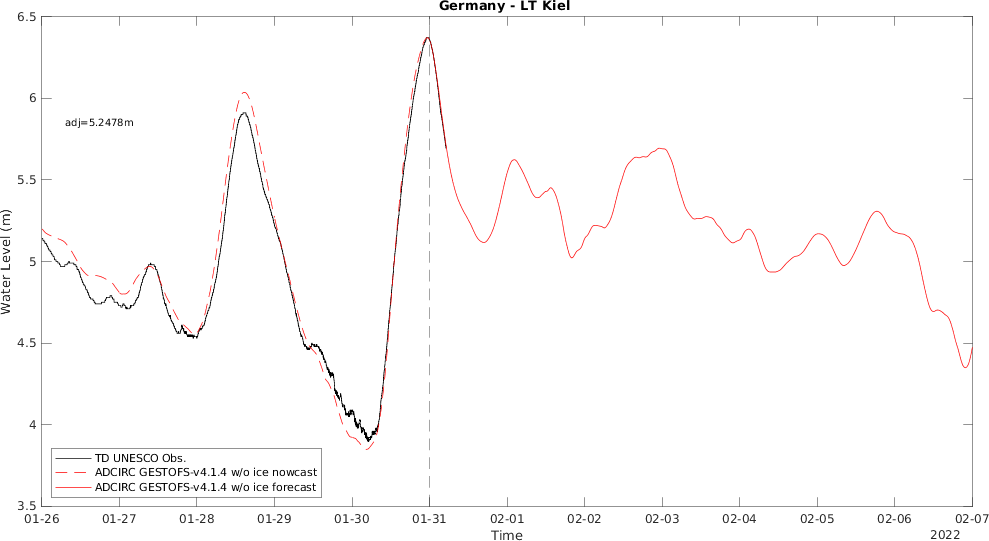 Germany - LT Kiel
6.5
6
5.5
5
4.5
4
3.5
Water Level (m)
adj=5.2478m
TD UNESCO Obs.
ADCIRC GESTOFS-v4.1.4 w/o ice nowcast
ADCIRC GESTOFS-v4.1.4 w/o ice forecast
01-26 01-27 01-28 01-29 01-30 01-31 02-01 02-02 02-03 02-04 02-05 02-06 02-07
Time
2022